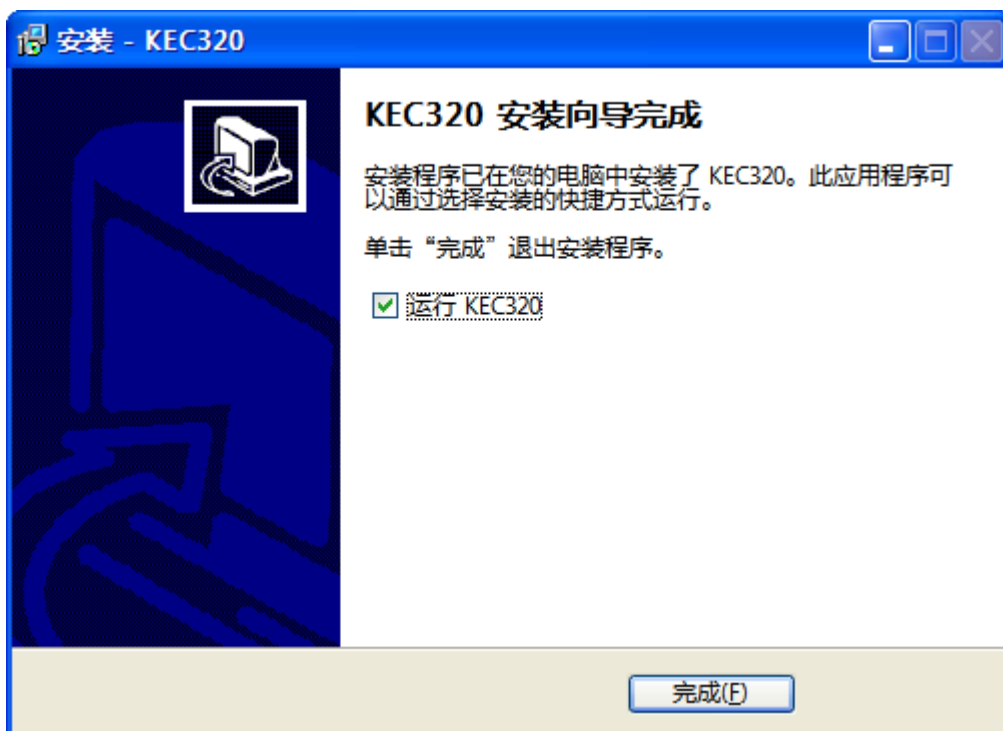 安装 - KEC320
KEC320 安装向导完成
安装程序已在您的电脑中安装了 KEC320。此应用程序可
以通过选择安装的快捷方式运行。
单击“完成”退出安装程序。
运行 KEC320
完成(F)